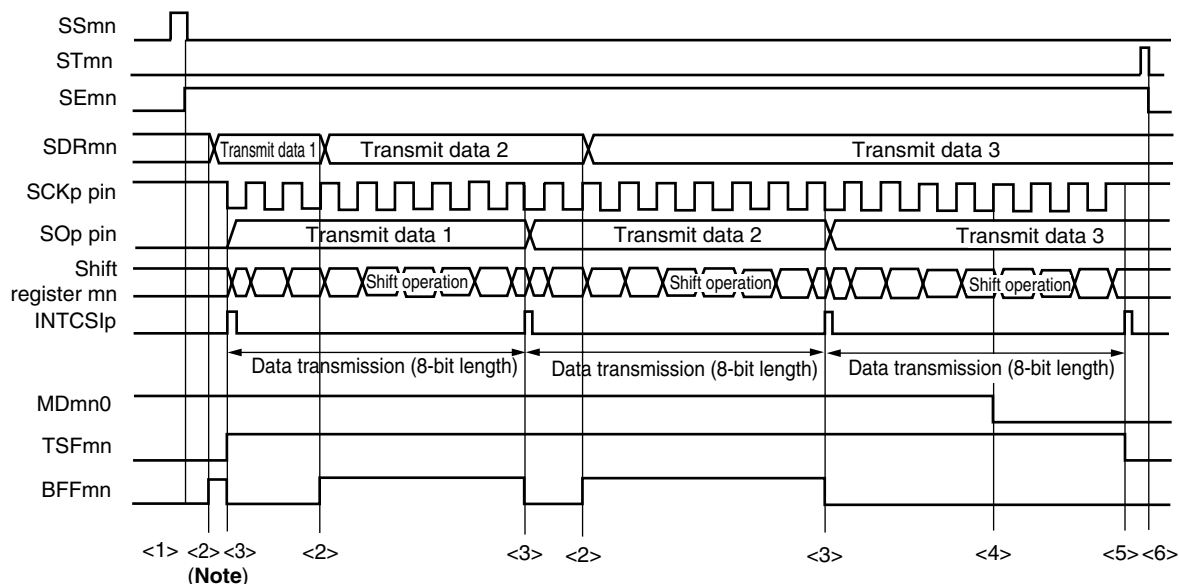 SSmn
STmn
SEmn
SDRmn Transmit data 1 Transmit data 2 Transmit data 3
SCKp pin
SOp pin Transmit data 1 Transmit data 2 Transmit data 3
Shift
register mn Shift operation Shift operation Shift operation
INTCSIp
Data transmission (8-bit length) Data transmission (8-bit length) Data transmission (8-bit length)
MDmn0
TSFmn
BFFmn
<1> <2> <3> <2> <3> <2> <3> <4> <5> <6>
(Note)